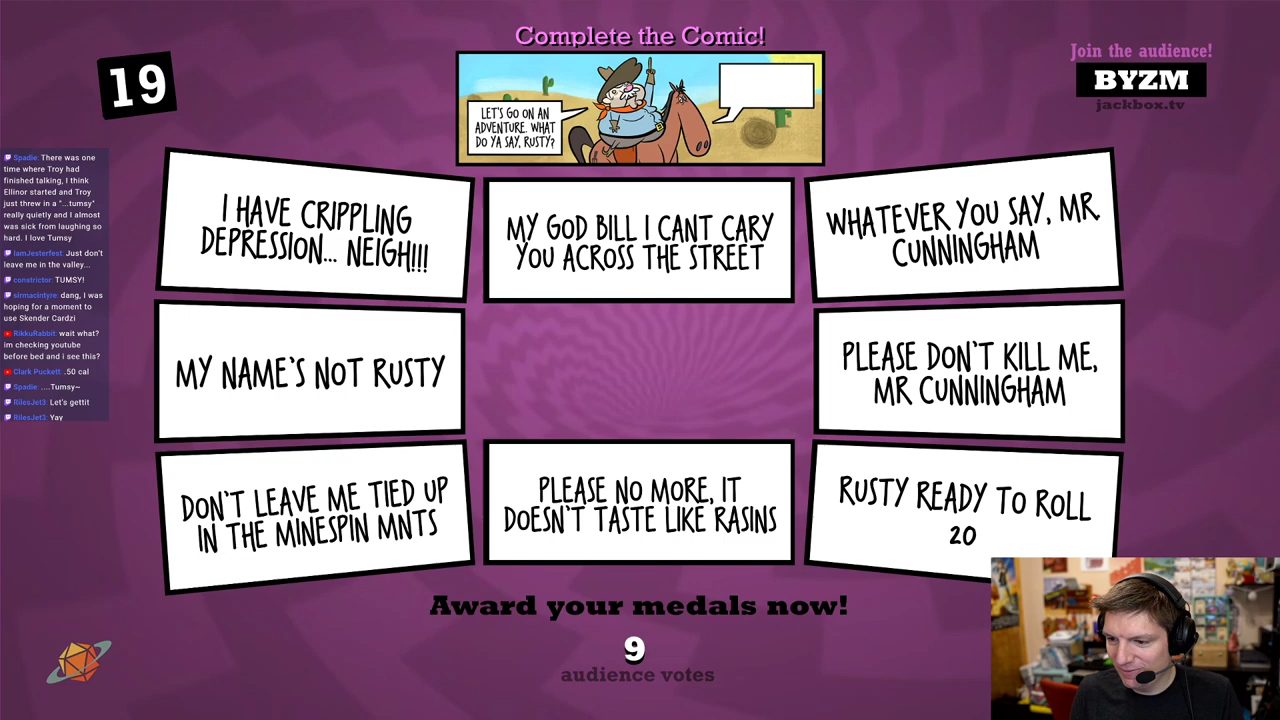 Complete the Comic!
19
LET'S GO ON AN
ADVENTURE. WHAT
DO YA SAY, RUSTY?
Join the audience!
BYZM
jackbox.tv
Spadie: There was one
time where Troy had
finished talking, I think
Ellinor started and Troy
just threw in a "...tumsy"
really quietly and I almost
was sick from laughing so
hard. I love Tumsy
IamJesterfest: Just don't
leave me in the valley...
constrictor: TUMSY!
sirmacintyre: dang, I was
hoping for a moment to
use Skender Cardzi
RikkuRabbit: wait what?
im checking youtube
before bed and i see this?
Clark Puckett: .50 cal
Spadie: ....Tumsy~
RilesJet3: Let's gettit
RilesJet3: Yay
I HAVE CRIPPLING
DEPRESSION... NEIGH!!!
MY GOD BILL I CANT CARY
YOU ACROSS THE STREET
WHATEVER YOU SAY, MR
CUNNINGHAM
MY NAME'S NOT RUSTY
PLEASE DON'T KILL ME,
MR CUNNINGHAM
DON'T LEAVE ME TIED UP
IN THE MINESPIN MNTS
PLEASE NO MORE, IT
DOESN'T TASTE LIKE RASINS
RUSTY READY TO ROLL
20
Award your medals now!
9
audience votes